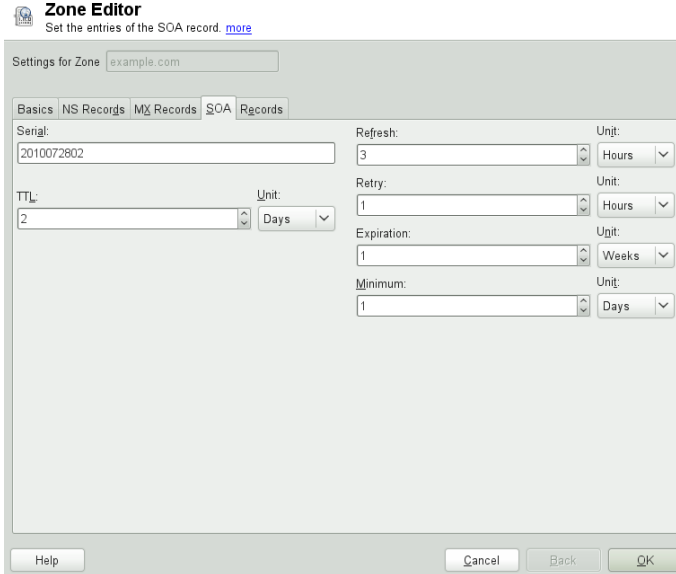 Zone Editor
Set the entries of the SOA record. more
Settings for Zone example.com
Basics NS Records MX Records SOA Records
Serial:
2010072802
TTL: Unit:
2 Days
Refresh: Unit:
3 Hours
Retry: Unit:
1 Hours
Expiration: Unit:
1 Weeks
Minimum: Unit:
1 Days
Help Cancel Back OK